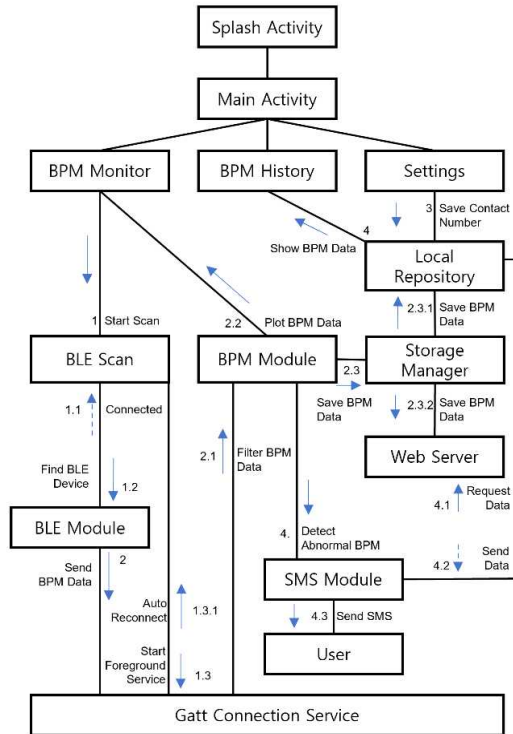 Splash Activity
Main Activity
BPM Monitor
BPM History
Settings
3
Save Contact
Number
4
Show BPM Data
Local
Repository
1
Start Scan
2.2
Plot BPM Data
2.3.1
Save BPM
Data
BLE Scan
BPM Module
Storage
Manager
2.3
Save BPM
Data
2.3.2
Save BPM
Data
1.1
Connected
2.1
Filter BPM
Data
Web Server
Find BLE
Device
1.2
4.1
Request
Data
BLE Module
4.
Detect
Abnormal BPM
2
Send
BPM Data
4.2
Send
Data
SMS Module
Auto
Reconnect
1.3.1
4.3
Send SMS
Start
Foreground
Service
1.3
User
Gatt Connection Service